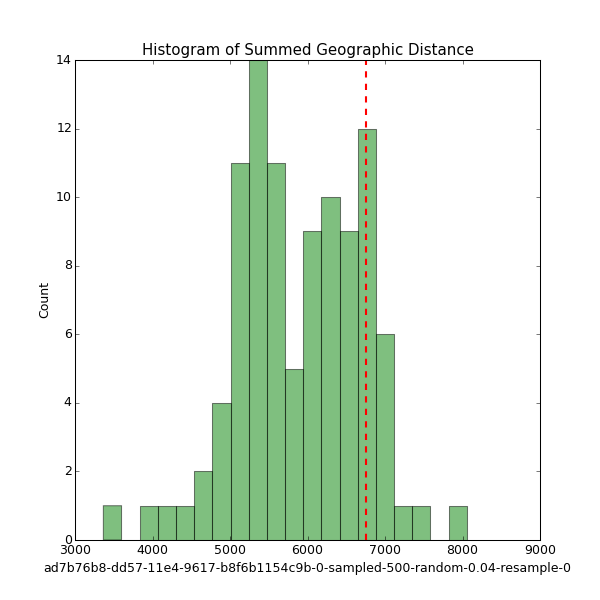 Histogram of Summed Geographic Distance
14
12
10
8
6
4
2
0
Count
3000 4000 5000 6000 7000 8000 9000
ad7b76b8-dd57-11e4-9617-b8f6b1154c9b-0-sampled-500-random-0.04-resample-0